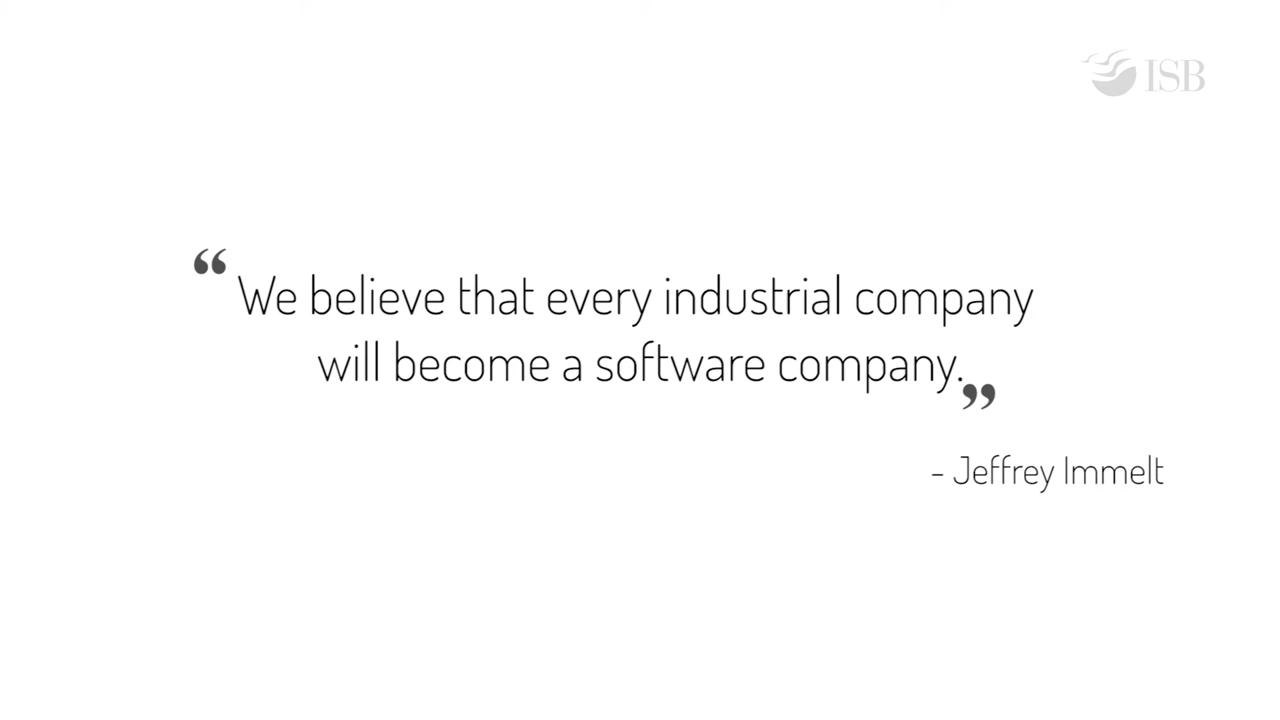 ISB
“We believe that every industrial company
will become a software company.”
- Jeffrey Immelt